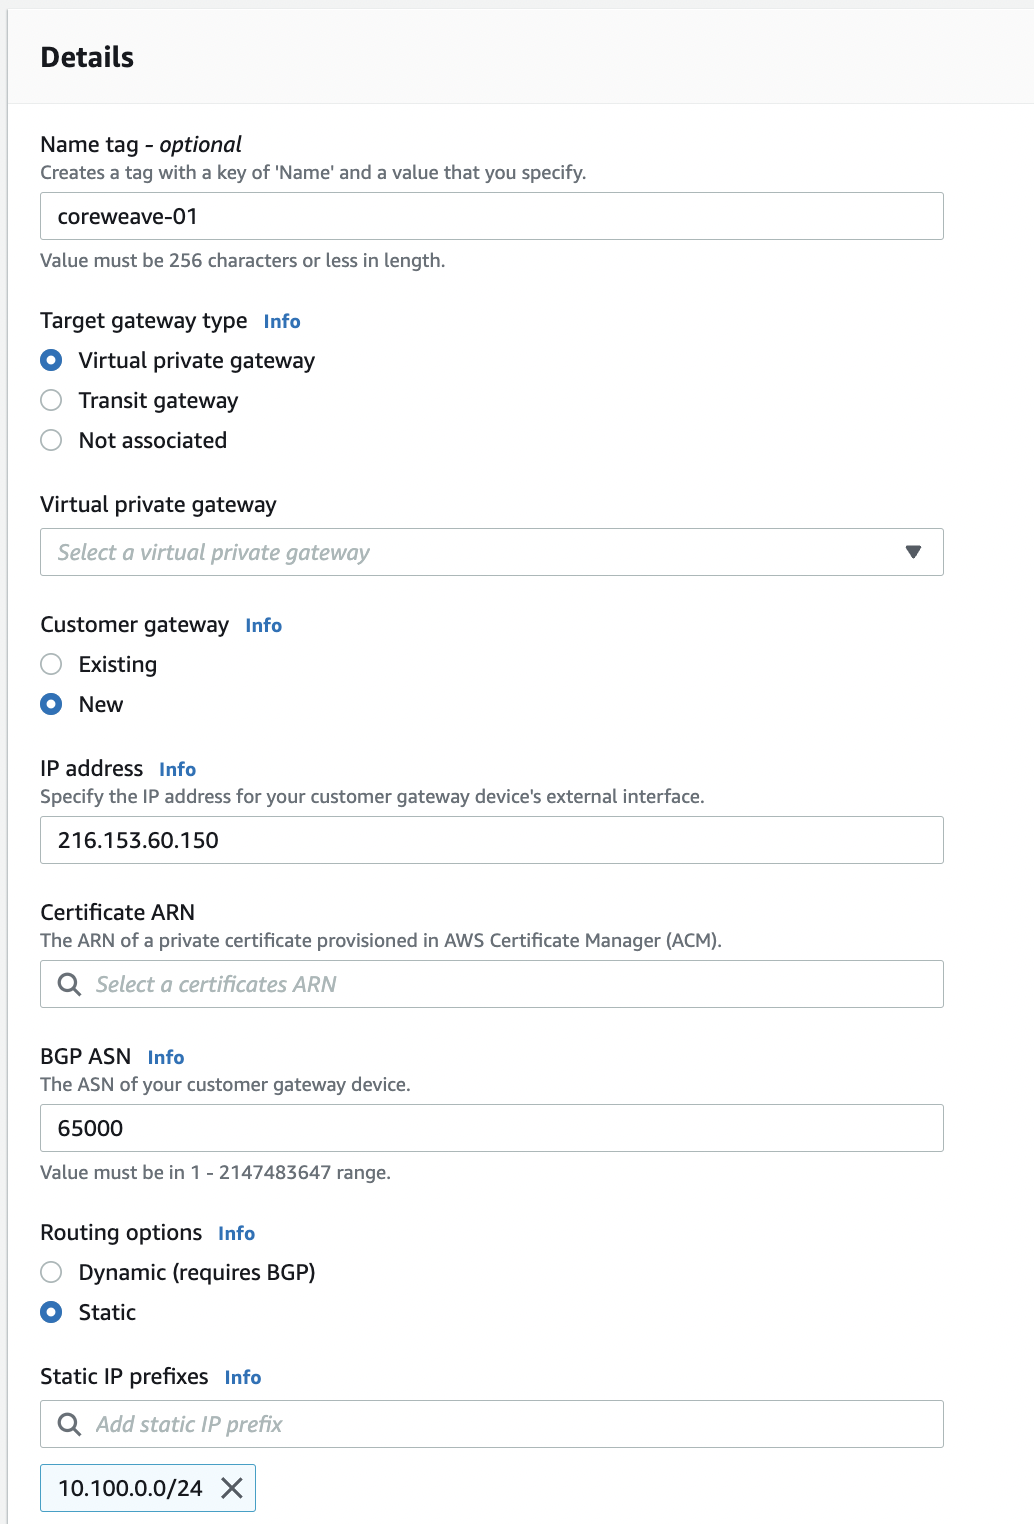 Details
Name tag - optional
Creates a tag with a key of 'Name' and a value that you specify.
coreweave-01
Value must be 256 characters or less in length.
Target gateway type Info
Virtual private gateway
Transit gateway
Not associated
Virtual private gateway
Select a virtual private gateway
Customer gateway Info
Existing
New
IP address Info
Specify the IP address for your customer gateway device's external interface.
216.153.60.150
Certificate ARN
The ARN of a private certificate provisioned in AWS Certificate Manager (ACM).
Select a certificates ARN
BGP ASN Info
The ASN of your customer gateway device.
65000
Value must be in 1 - 2147483647 range.
Routing options Info
Dynamic (requires BGP)
Static
Static IP prefixes Info
Add static IP prefix
10.100.0.0/24